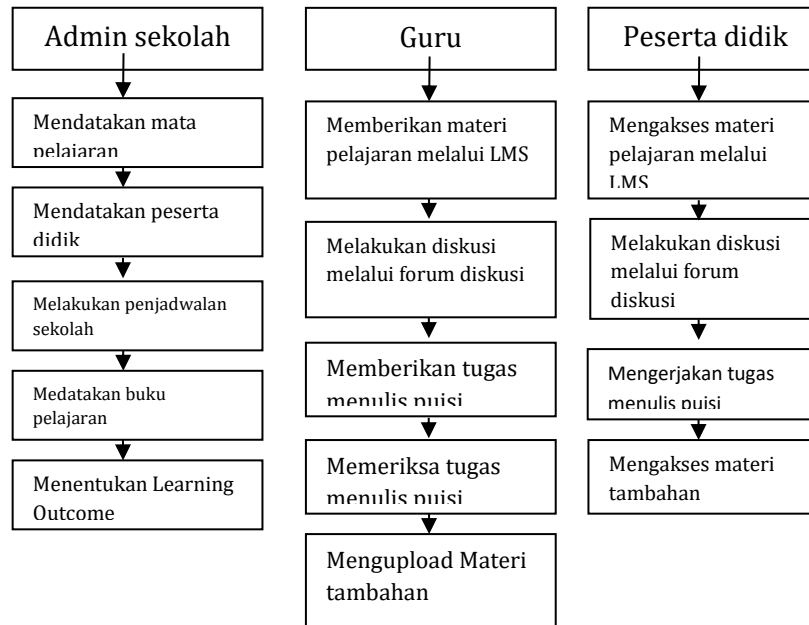 Admin sekolah
Mendatakan mata
pelajaran
Mendatakan peserta
didik
Melakukan penjadwalan
sekolah
Medatakan buku
pelajaran
Menentukan Learning
Outcome
Guru
Memberikan materi
pelajaran melalui LMS
Melakukan diskusi
melalui forum diskusi
Memberikan tugas
menulis puisi
Memeriksa tugas
menulis puisi
Mengupload Materi
tambahan
Peserta didik
Mengakses materi
pelajaran melalui
LMS
Melakukan diskusi
melalui forum
diskusi
Mengerjakan tugas
menulis puisi
Mengakses materi
tambahan